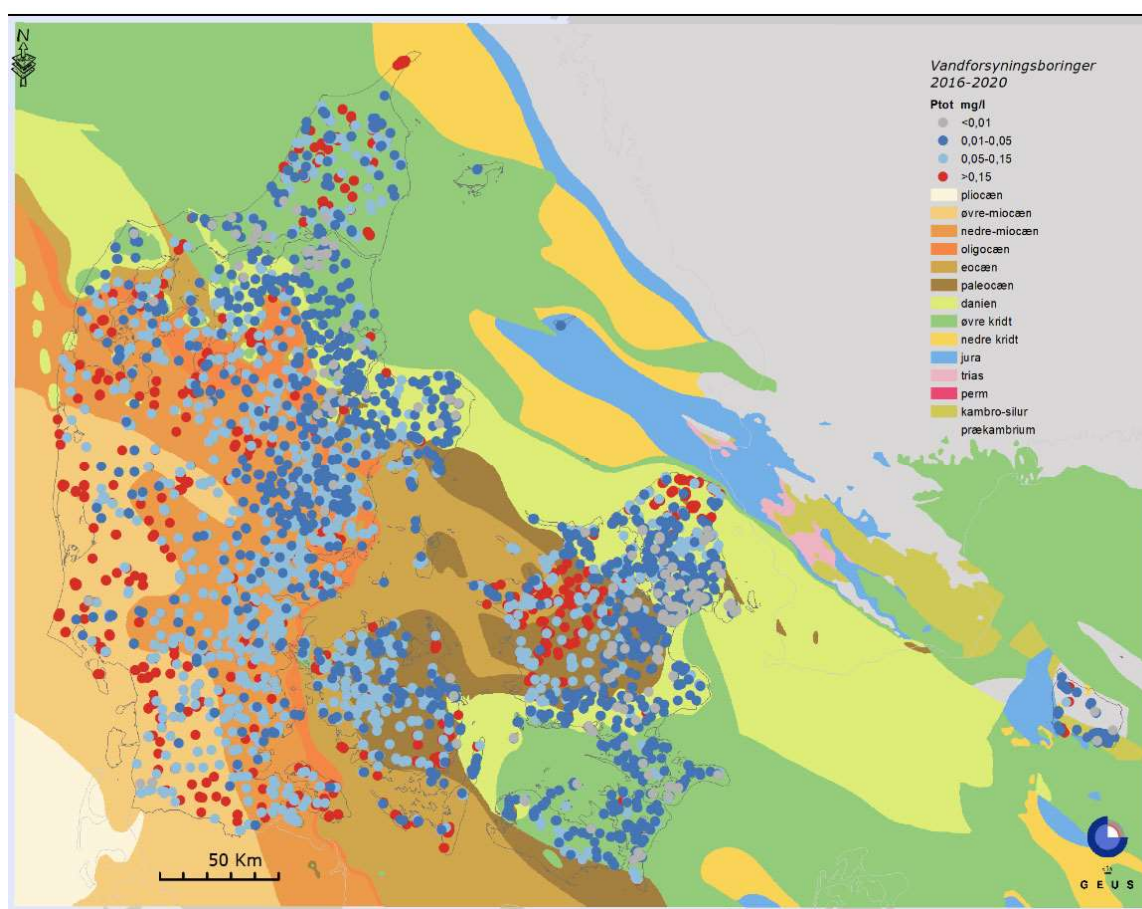 N
Vandforsyningsboringer
2016-2020
Ptot mg/l
<0,01
0,01-0,05
0,05-0,15
>0,15
pliocæn
øvre-miocæn
nedre-miocæn
oligocæn
eocæn
paleocæn
danien
øvre kridt
nedre kridt
jura
trias
perm
kambro-silur
prækambrium
50 Km
G E U S